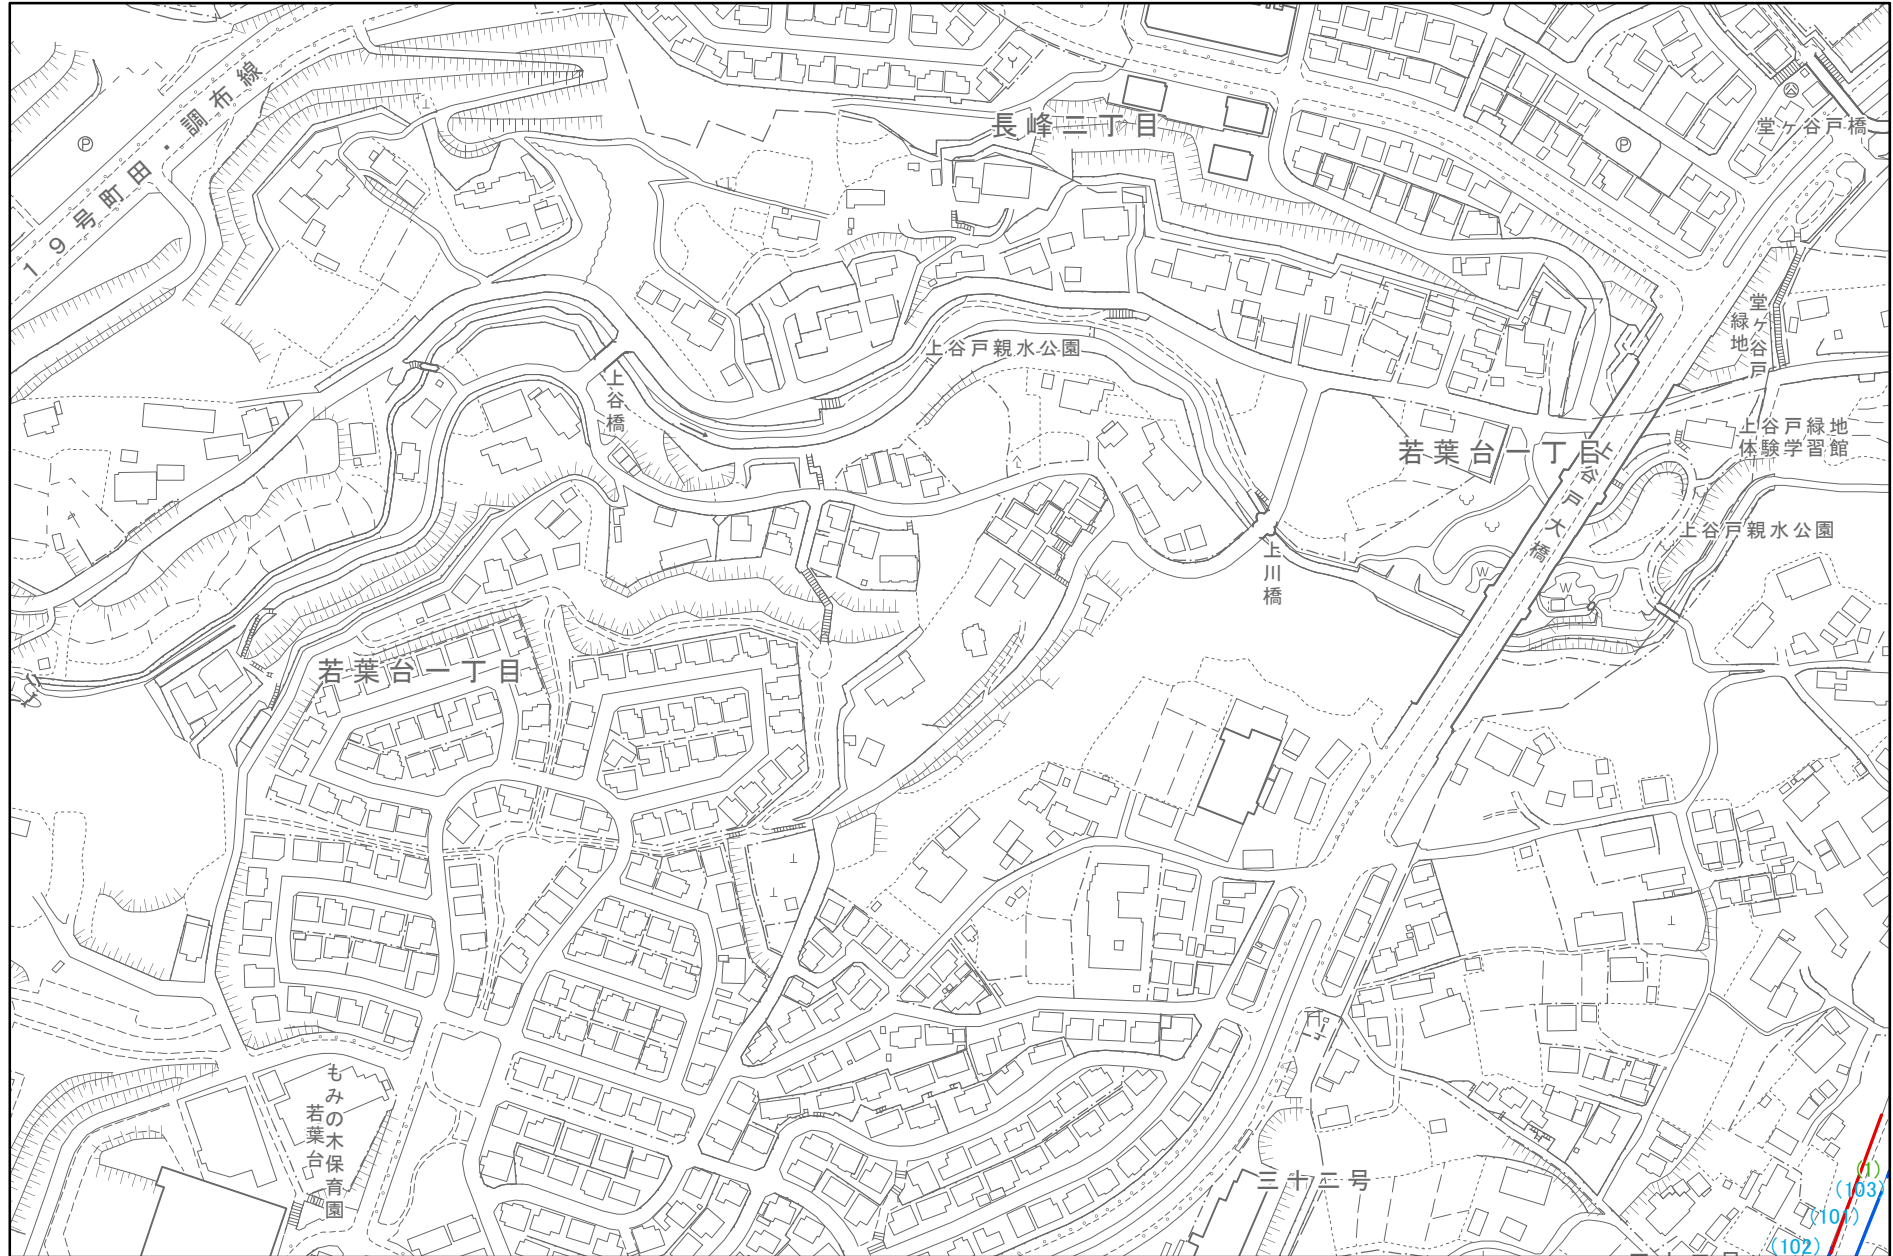 19号町田・調布線
長峰二丁目
堂ヶ谷戸橋
堂ヶ谷戸
緑地
上谷戸親水公園
上谷橋
若葉台一丁目
上谷戸大橋
上谷戸緑地
体験学習館
上谷戸親水公園
上川橋
若葉台一丁目
もみの木保育園
若葉台
三十二号
(1)
(103)
(101)
(102)
P
P
W
W